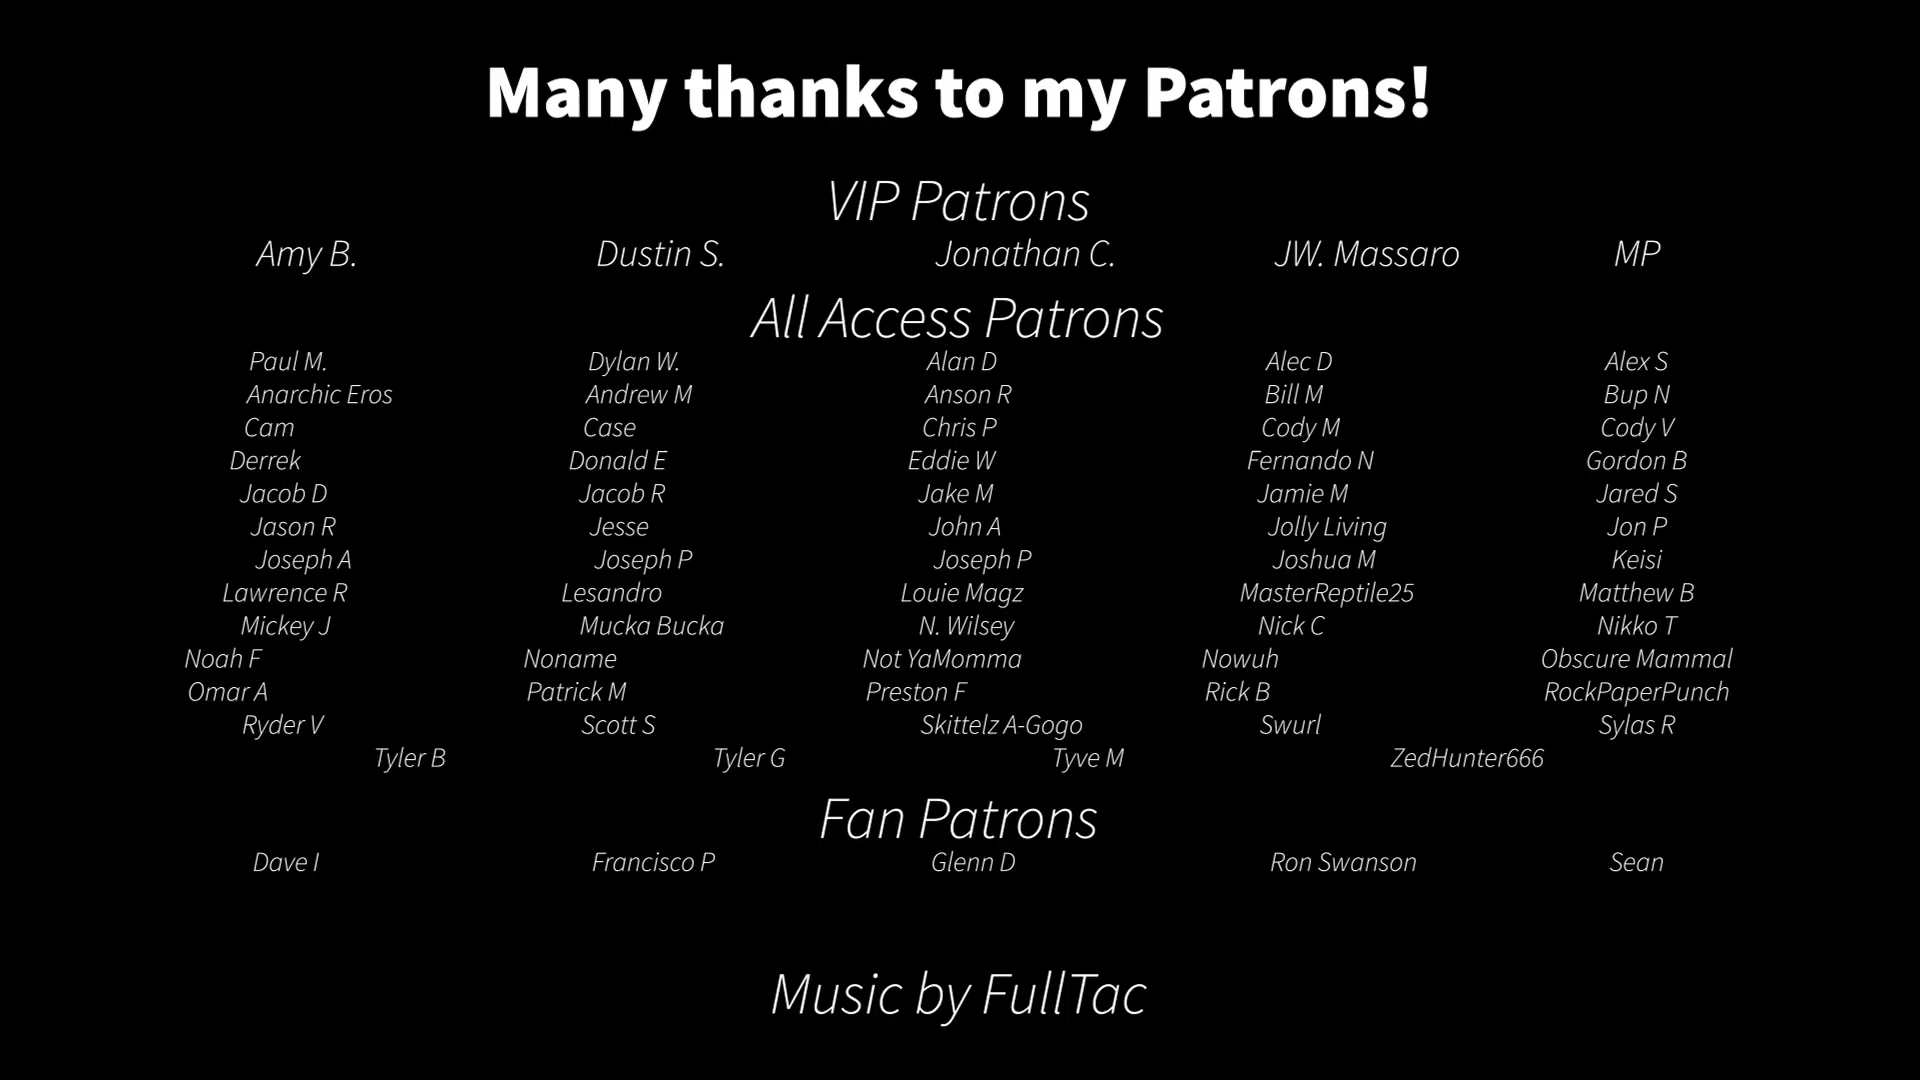 Many thanks to my Patrons!
VIP Patrons
Amy B. Dustin S. Jonathan C. JW. Massaro MP
All Access Patrons
Paul M. Dylan W. Alan D Alec D Alex S
Anarchic Eros Andrew M Anson R Bill M Bup N
Cam Case Chris P Cody M Cody V
Derrek Donald E Eddie W Fernando N Gordon B
Jacob D Jacob R Jake M Jamie M Jared S
Jason R Jesse John A Jolly Living Jon P
Joseph A Joseph P Joseph P Joshua M Keisi
Lawrence R Lesandro Louie Magz MasterReptile25 Matthew B
Mickey J Mucka Bucka N. Wilsey Nick C Nikko T
Noah F Noname Not YaMomma Nowuh Obscure Mammal
Omar A Patrick M Preston F Rick B RockPaperPunch
Ryder V Scott S Skittelz A-Gogo Swurl Sylas R
Tyler B Tyler G Tyve M ZedHunter666
Fan Patrons
Dave I Francisco P Glenn D Ron Swanson Sean
Music by FullTac